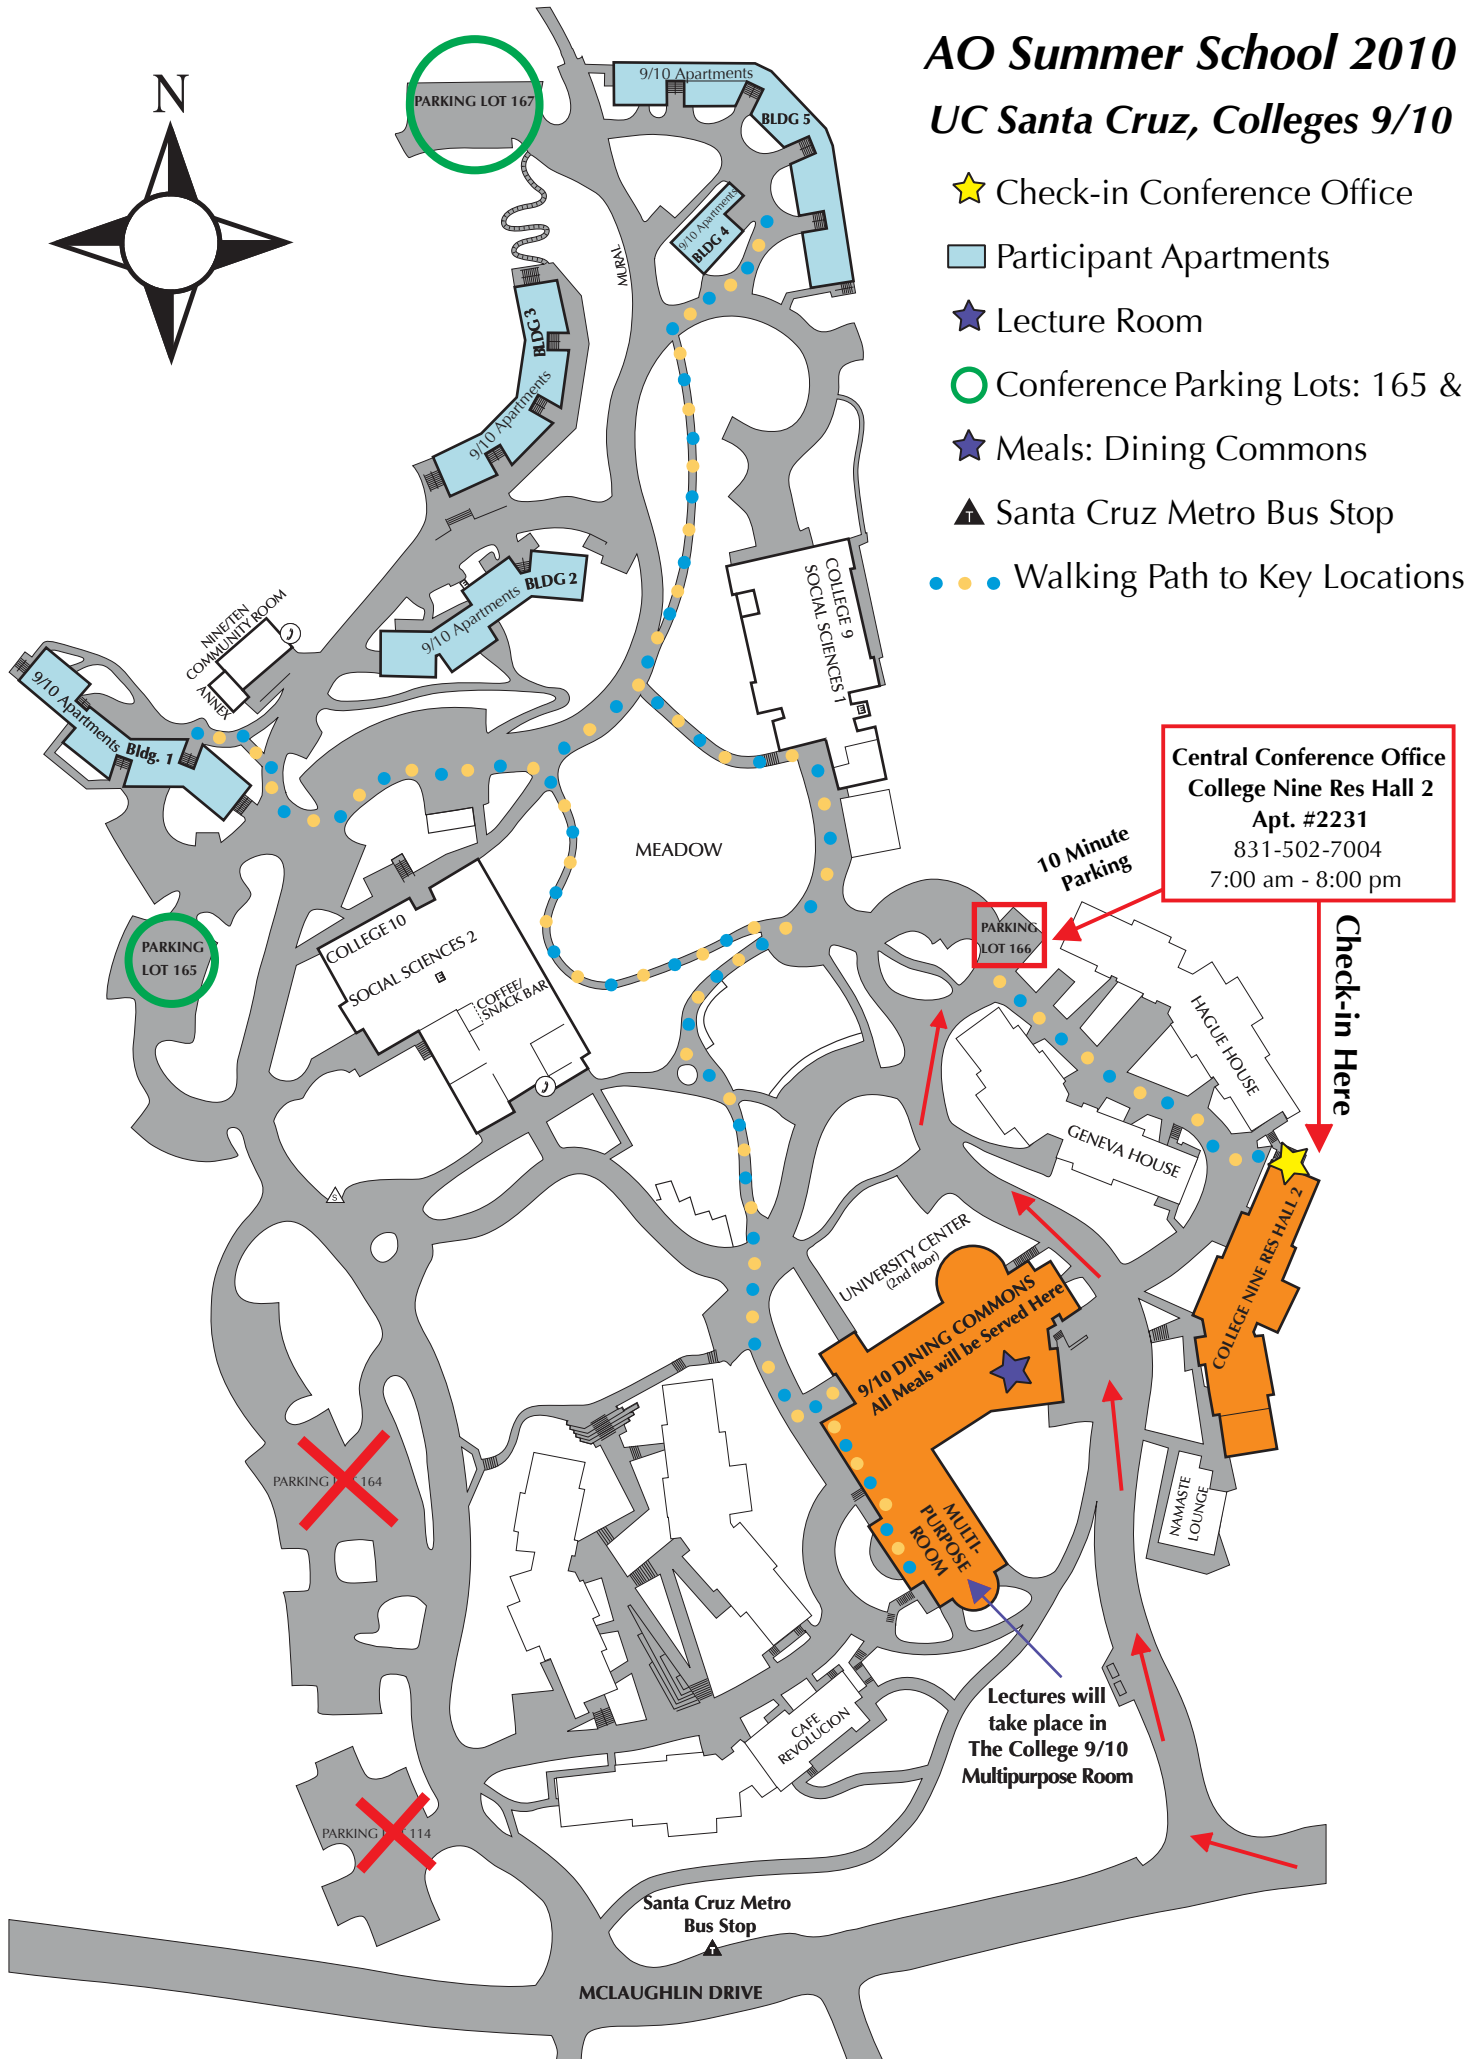 AO Summer School 2010
UC Santa Cruz, Colleges 9/10
Check-in Conference Office
Participant Apartments
Lecture Room
Conference Parking Lots: 165 &
Meals: Dining Commons
T
Santa Cruz Metro Bus Stop
Walking Path to Key Locations
N
PARKING LOT 167
9/10 Apartments
BLDG 5
9/10 Apartments
BLDG 4
MURAL
BLDG 3
9/10 Apartments
BLDG 2
9/10 Apartments
E
NINE/TEN
COMMUNITY ROOM
ANNEX
9/10 Apartments
Bldg. 1
COLLEGE 9
SOCIAL SCIENCES 1
E
MEADOW
Central Conference Office
College Nine Res Hall 2
Apt. #2231
831-502-7004
7:00 am - 8:00 pm
10 Minute
Parking
PARKING
LOT 166
Check-in Here
PARKING
LOT 165
COLLEGE 10
SOCIAL SCIENCES 2
E
COFFEE/
SNACK BAR
HAGUE HOUSE
GENEVA HOUSE
S
UNIVERSITY CENTER
(2nd floor)
9/10 DINING COMMONS
All Meals will be Served Here
COLLEGE NINE RES HALL 2
PARKING LOT 164
MULTI-
PURPOSE
ROOM
NAMASTE
LOUNGE
Lectures will
take place in
The College 9/10
Multipurpose Room
CAFE
REVOLUCION
PARKING LOT 114
Santa Cruz Metro
Bus Stop
T
MCLAUGHLIN DRIVE